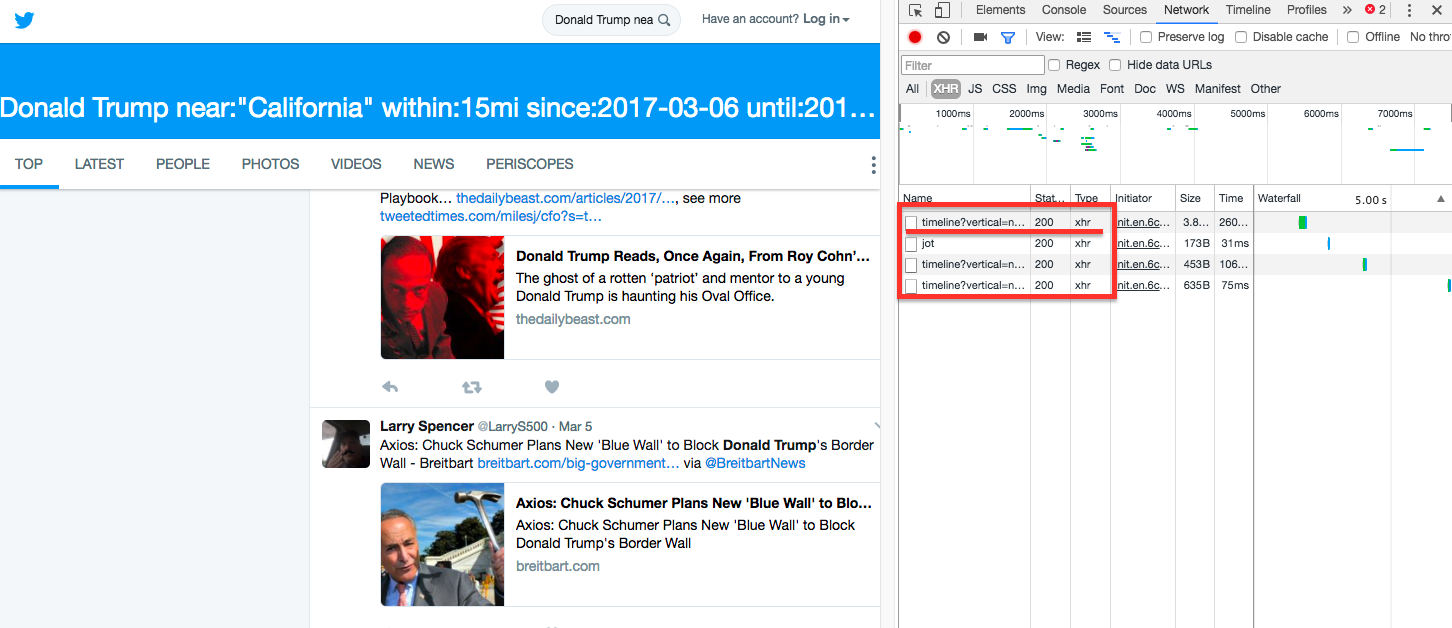 Donald Trump nea
Have an account? Log in
Donald Trump near:"California" within:15mi since:2017-03-06 until:201…
TOP LATEST PEOPLE PHOTOS VIDEOS NEWS PERISCOPES
Playbook… thedailybeast.com/articles/2017/…, see more
tweetedtimes.com/milesj/cfo?s=t…
Donald Trump Reads, Once Again, From Roy Cohn'…
The ghost of a rotten 'patriot' and mentor to a young
Donald Trump is haunting his Oval Office.
thedailybeast.com
Larry Spencer @LarryS500 · Mar 5
Axios: Chuck Schumer Plans New 'Blue Wall' to Block Donald Trump's Border
Wall - Breitbart breitbart.com/big-government… via @BreitbartNews
Axios: Chuck Schumer Plans New 'Blue Wall' to Blo…
Axios: Chuck Schumer Plans New 'Blue Wall' to Block
Donald Trump's Border Wall
breitbart.com
Elements Console Sources Network Timeline Profiles » 2
View: Preserve log Disable cache Offline No thro
Filter Regex Hide data URLs
All XHR JS CSS Img Media Font Doc WS Manifest Other
1000ms 2000ms 3000ms 4000ms 5000ms 6000ms 7000ms
Name Stat… Type Initiator Size Time Waterfall 5.00 s
timeline?vertical=n… 200 xhr init.en.6c… 3.8… 260…
jot 200 xhr init.en.6c… 173B 31ms
timeline?vertical=n… 200 xhr init.en.6c… 453B 106…
timeline?vertical=n… 200 xhr init.en.6c… 635B 75ms